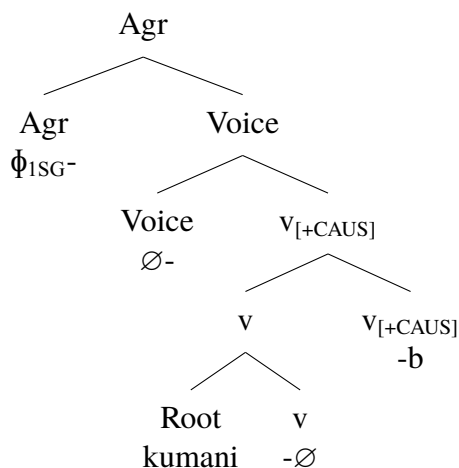 Agr
Agr Voice
ϕ1SG-
Voice v[+CAUS]
∅-
v v[+CAUS]
-b
Root v
kumani -∅